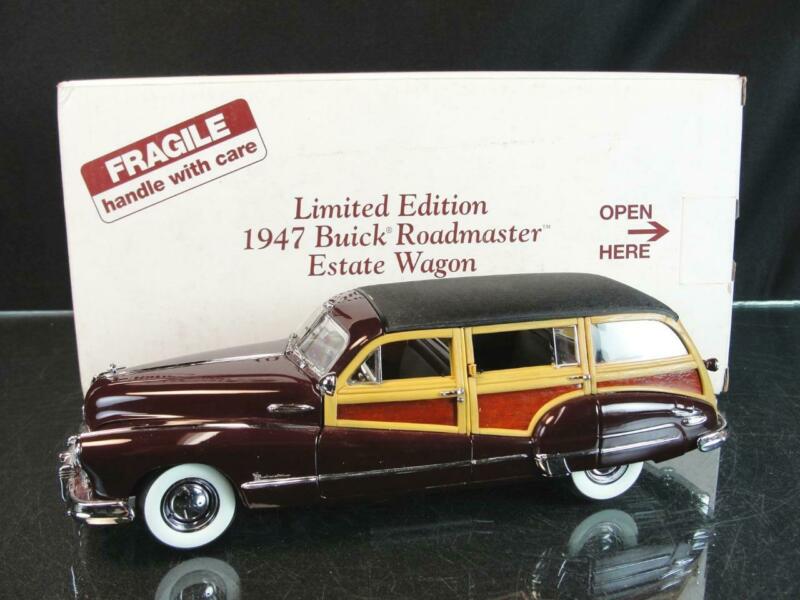 FRAGILE
handle with care
Limited Edition
1947 Buick® Roadmaster™
Estate Wagon
OPEN
HERE